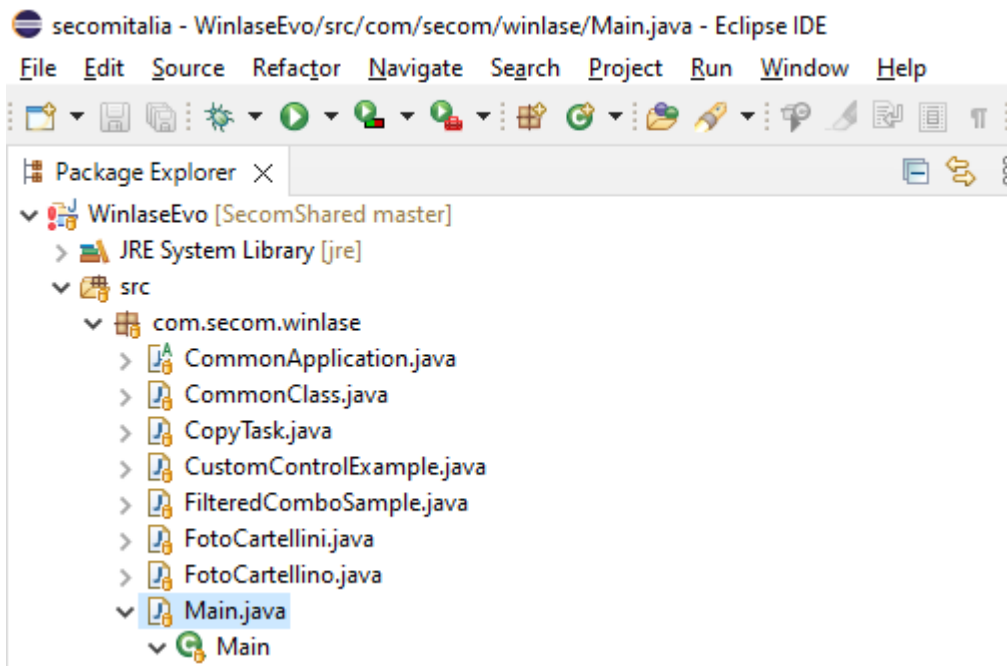 secomitalia - WinlaseEvo/src/com/secom/winlase/Main.java - Eclipse IDE
File Edit Source Refactor Navigate Search Project Run Window Help
Package Explorer
WinlaseEvo [SecomShared master]
JRE System Library [jre]
src
com.secom.winlase
CommonApplication.java
CommonClass.java
CopyTask.java
CustomControlExample.java
FilteredComboSample.java
FotoCartellini.java
FotoCartellino.java
Main.java
Main